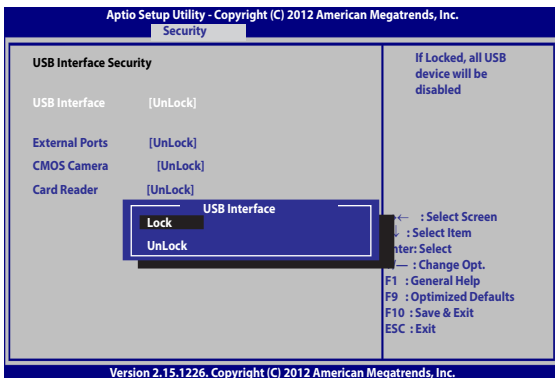 Aptio Setup Utility - Copyright (C) 2012 American Megatrends, Inc.
Security
USB Interface Security
USB Interface [UnLock]
External Ports [UnLock]
CMOS Camera [UnLock]
Card Reader [UnLock]
USB Interface
Lock
UnLock
If Locked, all USB
device will be
disabled
← : Select Screen
: Select Item
: Select
— : Change Opt.
F1 : General Help
F9 : Optimized Defaults
F10 : Save & Exit
ESC : Exit
Version 2.15.1226. Copyright (C) 2012 American Megatrends, Inc.